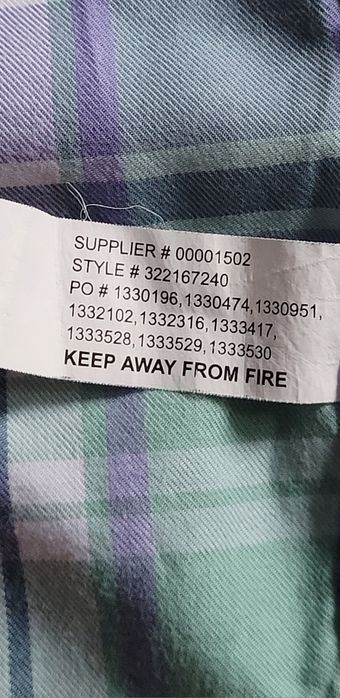 SUPPLIER # 00001502
STYLE # 322167240
PO # 1330196,1330474,1330951,
1332102,1332316,1333417,
1333528,1333529,1333530
KEEP AWAY FROM FIRE